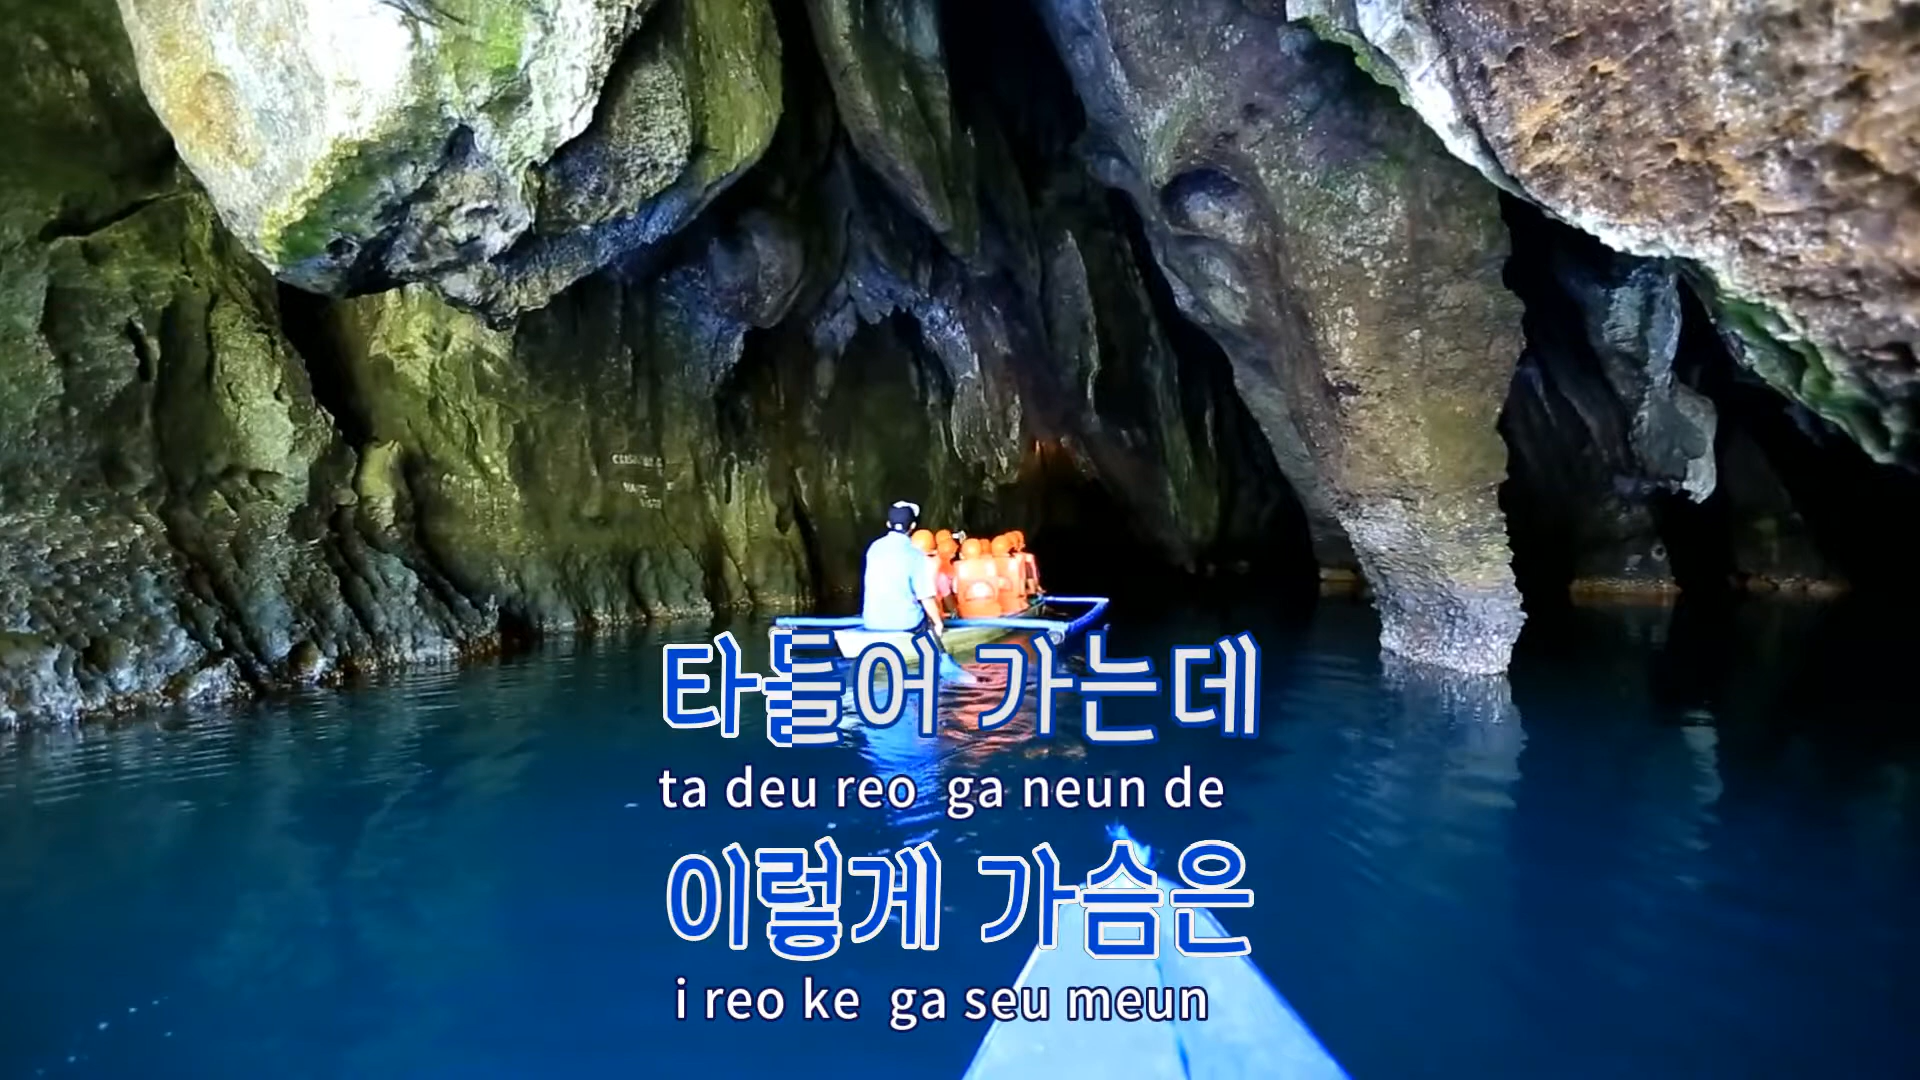 타들어 가는데
ta deu reo ga neun de
이렇게 가슴은
i reo ke ga seu meun